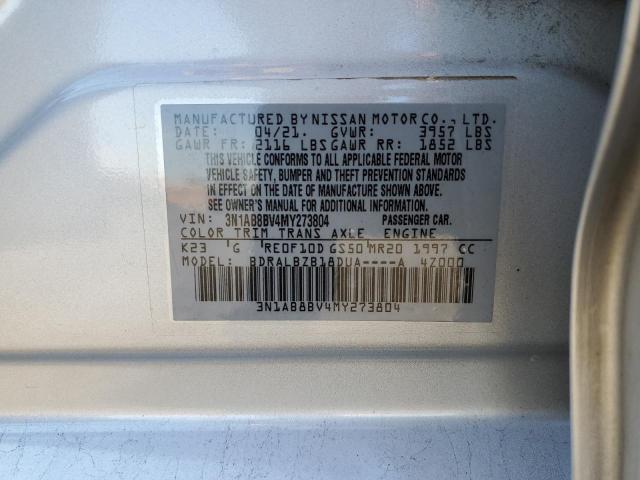 MANUFACTURED BY NISSAN MOTOR CO., LTD.
DATE: 04/21. GVWR: 3957 LBS
GAWR FR: 2116 LBS GAWR RR: 1852 LBS
THIS VEHICLE CONFORMS TO ALL APPLICABLE FEDERAL MOTOR
VEHICLE SAFETY, BUMPER AND THEFT PREVENTION STANDARDS
IN EFFECT ON THE DATE OF MANUFACTURE SHOWN ABOVE.
SEE OWNER'S MANUAL FOR ADDITIONAL INFORMATION.
VIN: 3N1AB8BV4MY273804 PASSENGER CAR.
COLOR TRIM TRANS AXLE ENGINE
K23 G RE0F10D GS50 MR20 1997 CC
MODEL: BDRALBZB18DUA----A 4Z000
3N1AB8BV4MY273804